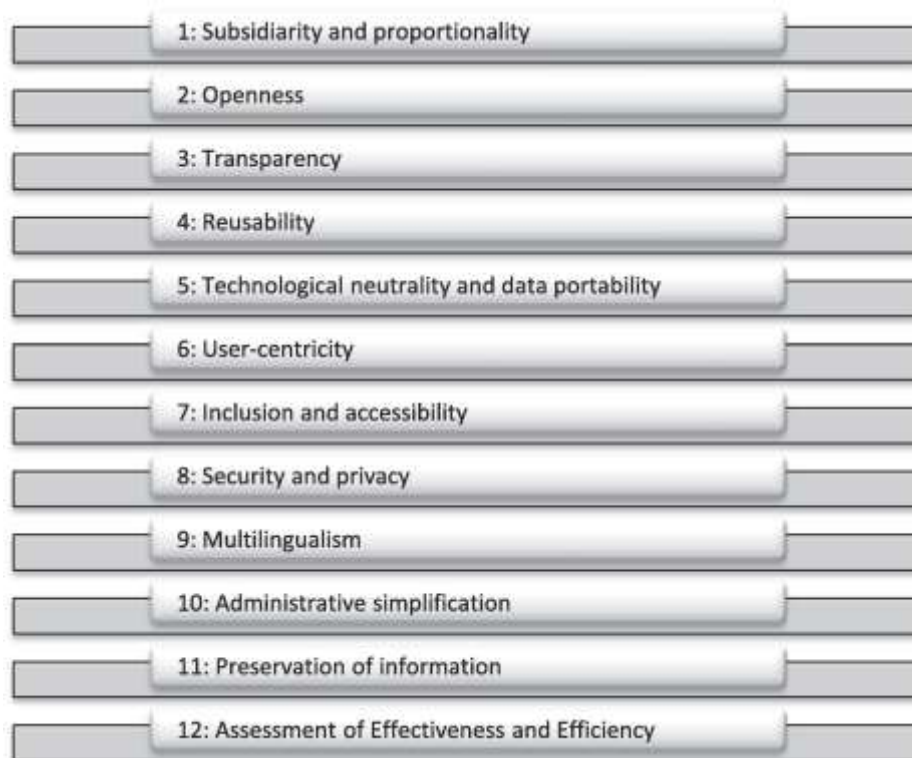 1: Subsidiarity and proportionality
2: Openness
3: Transparency
4: Reusability
5: Technological neutrality and data portability
6: User-centricity
7: Inclusion and accessibility
8: Security and privacy
9: Multilingualism
10: Administrative simplification
11: Preservation of information
12: Assessment of Effectiveness and Efficiency